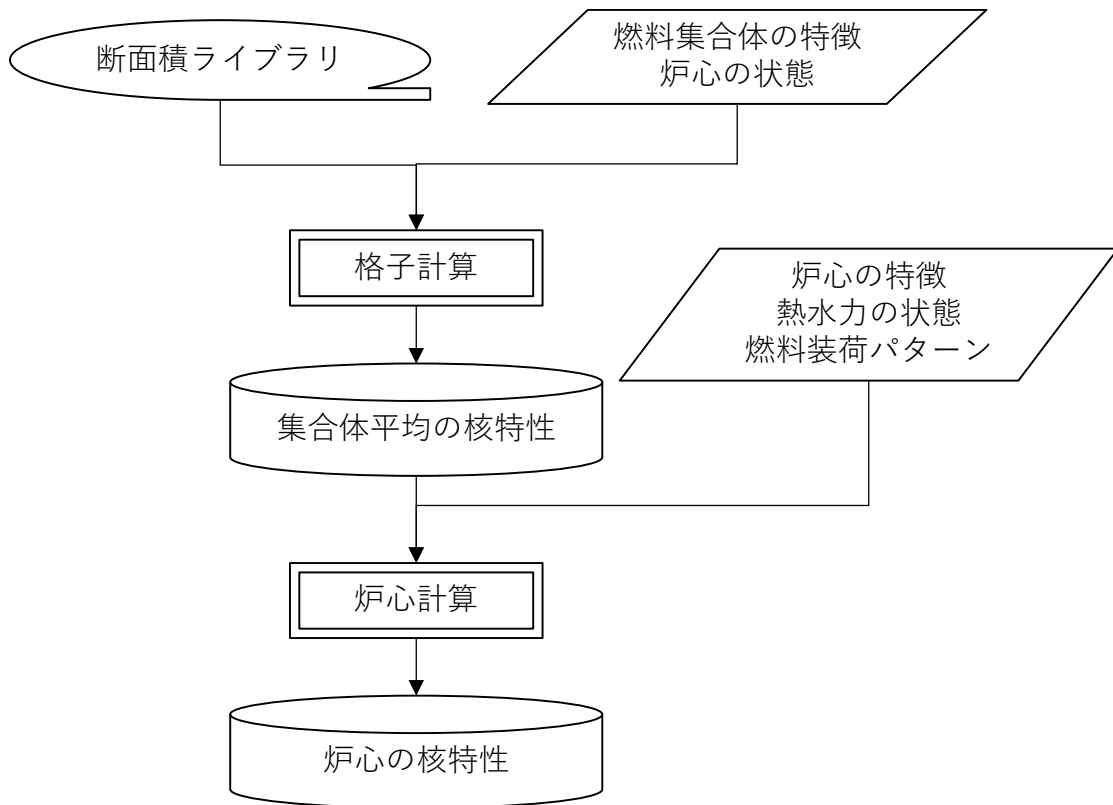 断面積ライブラリ
燃料集合体の特徴
炉心の状態
格子計算
炉心の特徴
熱水力の状態
燃料装荷パターン
集合体平均の核特性
炉心計算
炉心の核特性